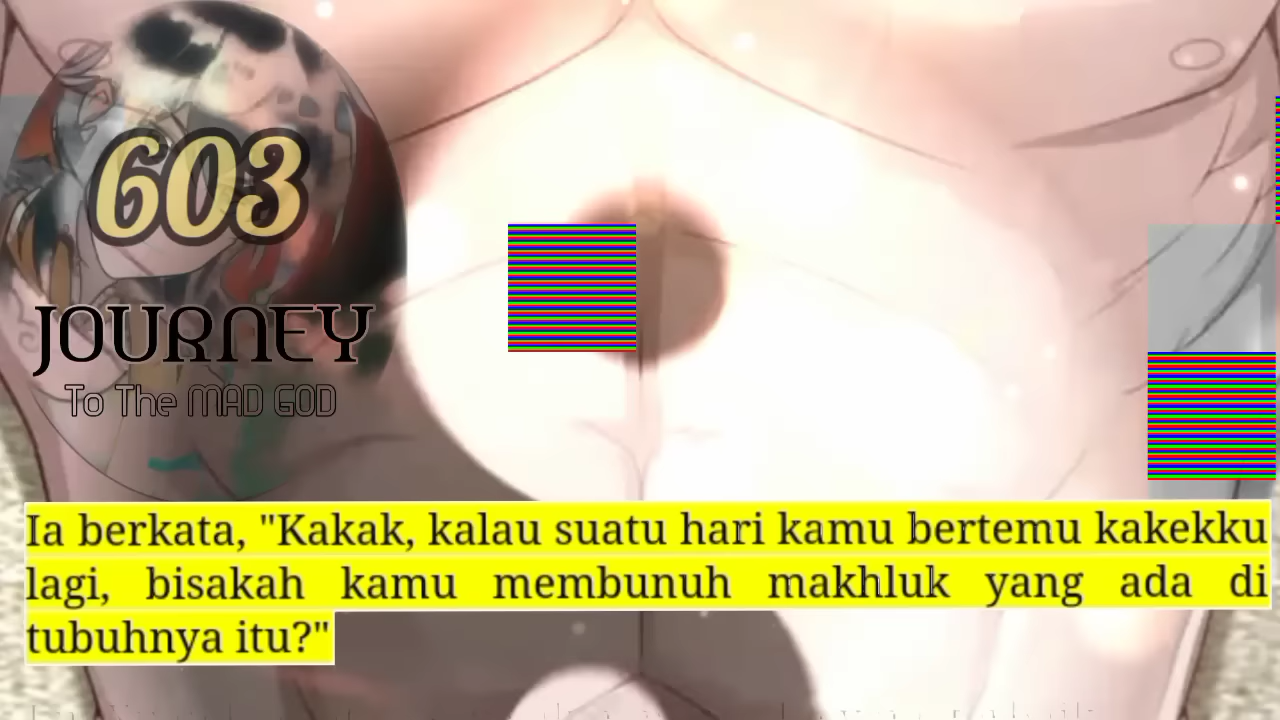 603
JOURNEY
To The MAD GOD
Ia berkata, "Kakak, kalau suatu hari kamu bertemu kakekku
lagi, bisakah kamu membunuh makhluk yang ada di
tubuhnya itu?"